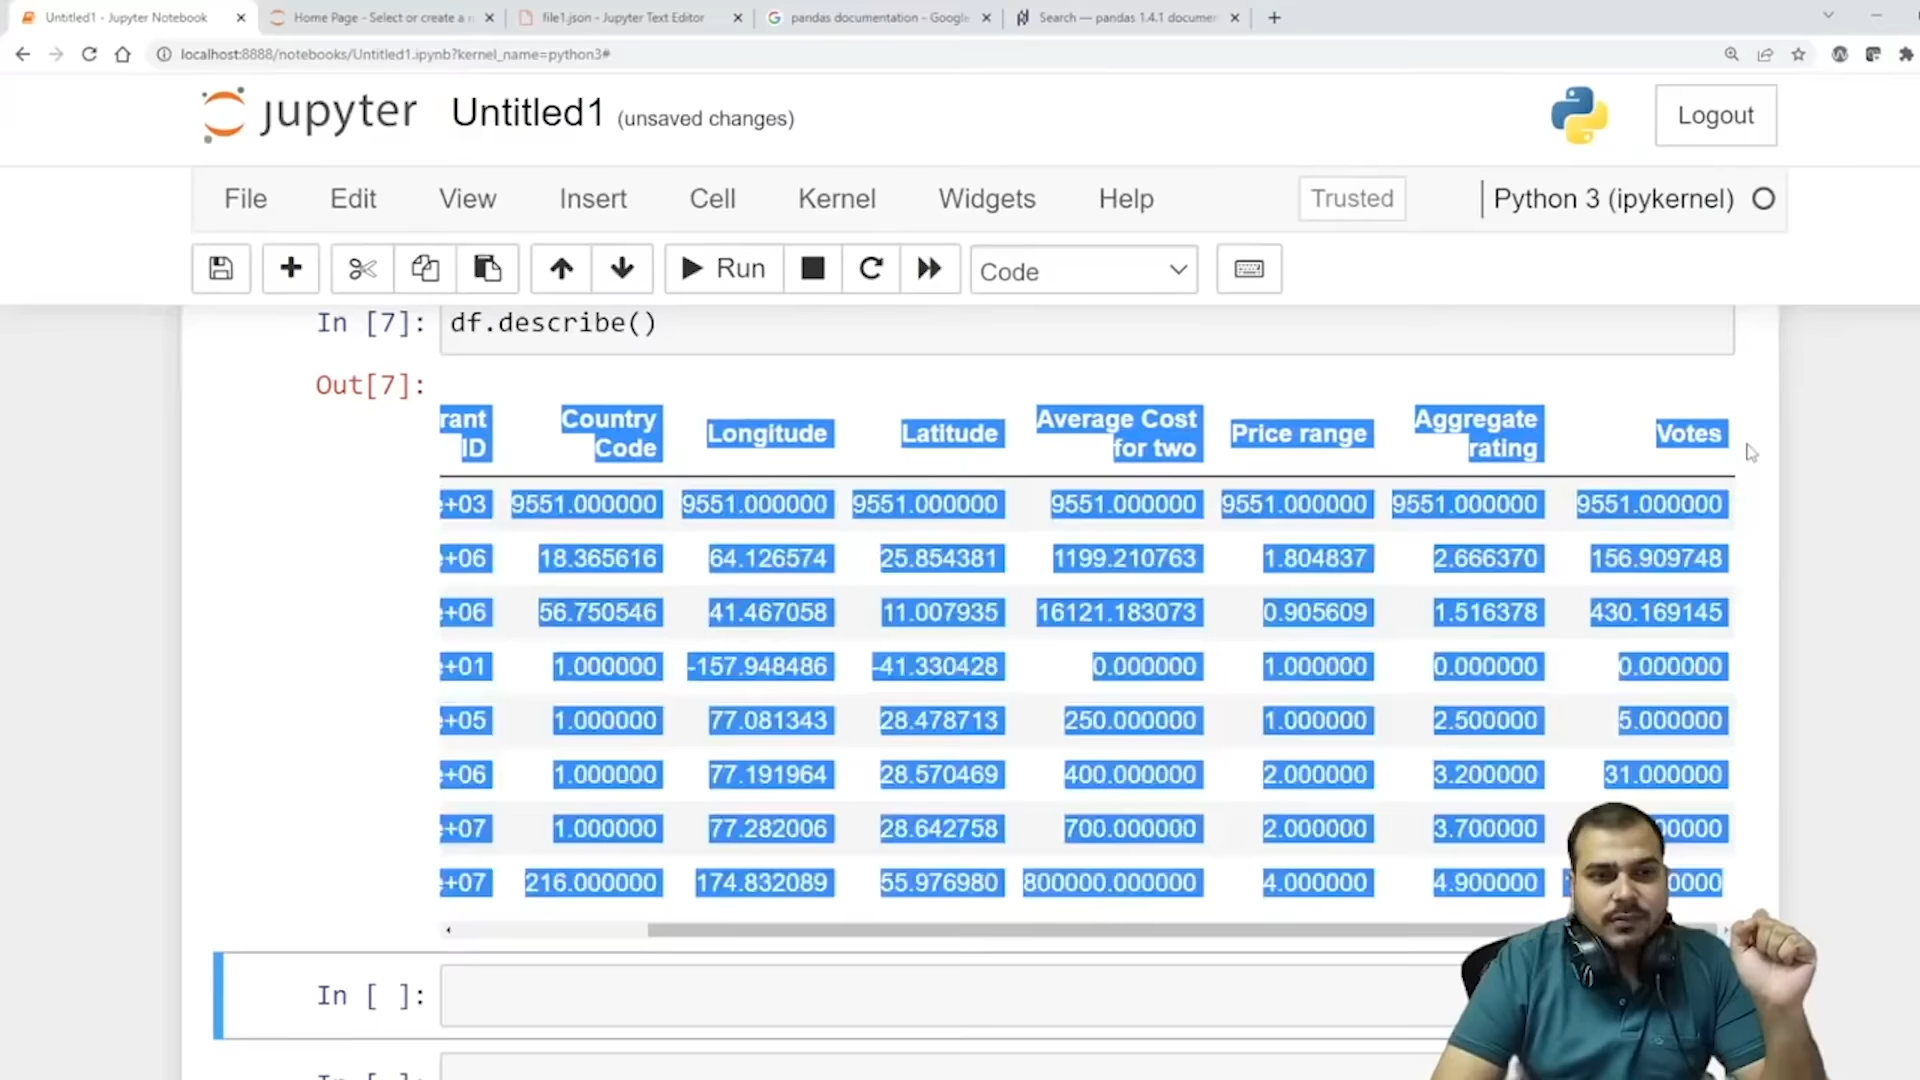 Untitled1 - Jupyter Notebook
Home Page - Select or create a n
file1.json - Jupyter Text Editor
pandas documentation - Google
Search — pandas 1.4.1 documen
localhost:8888/notebooks/Untitled1.ipynb?kernel_name=python3#
jupyter Untitled1 (unsaved changes)
Logout
File Edit View Insert Cell Kernel Widgets Help Trusted Python 3 (ipykernel)
Run Code
In [7]: df.describe()
Out[7]:
rant ID Country Code Longitude Latitude Average Cost for two Price range Aggregate rating Votes
e+03 9551.000000 9551.000000 9551.000000 9551.000000 9551.000000 9551.000000 9551.000000
e+06 18.365616 64.126574 25.854381 1199.210763 1.804837 2.666370 156.909748
e+06 56.750546 41.467058 11.007935 16121.183073 0.905609 1.516378 430.169145
e+01 1.000000 -157.948486 -41.330428 0.000000 1.000000 0.000000 0.000000
e+05 1.000000 77.081343 28.478713 250.000000 1.000000 2.500000 5.000000
e+06 1.000000 77.191964 28.570469 400.000000 2.000000 3.200000 31.000000
e+07 1.000000 77.282006 28.642758 700.000000 2.000000 3.700000
e+07 216.000000 174.832089 55.976980 800000.000000 4.000000 4.900000
In [ ]:
In [ ]: